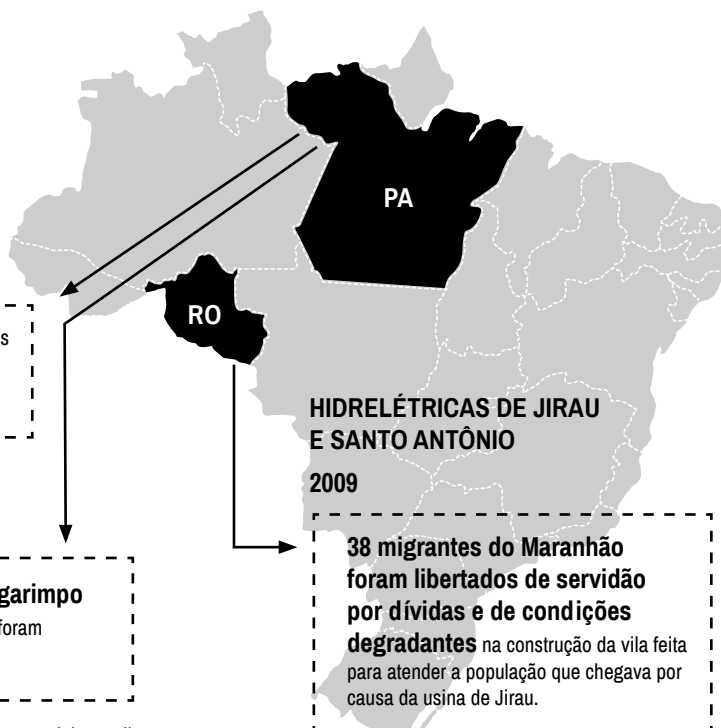 PA
RO
s
HIDRELÉTRICAS DE JIRAU
E SANTO ANTÔNIO
2009
38 migrantes do Maranhão
foram libertados de servidão
por dívidas e de condições
degradantes na construção da vila feita
para atender a população que chegava por
causa da usina de Jirau.
garimpo
foram